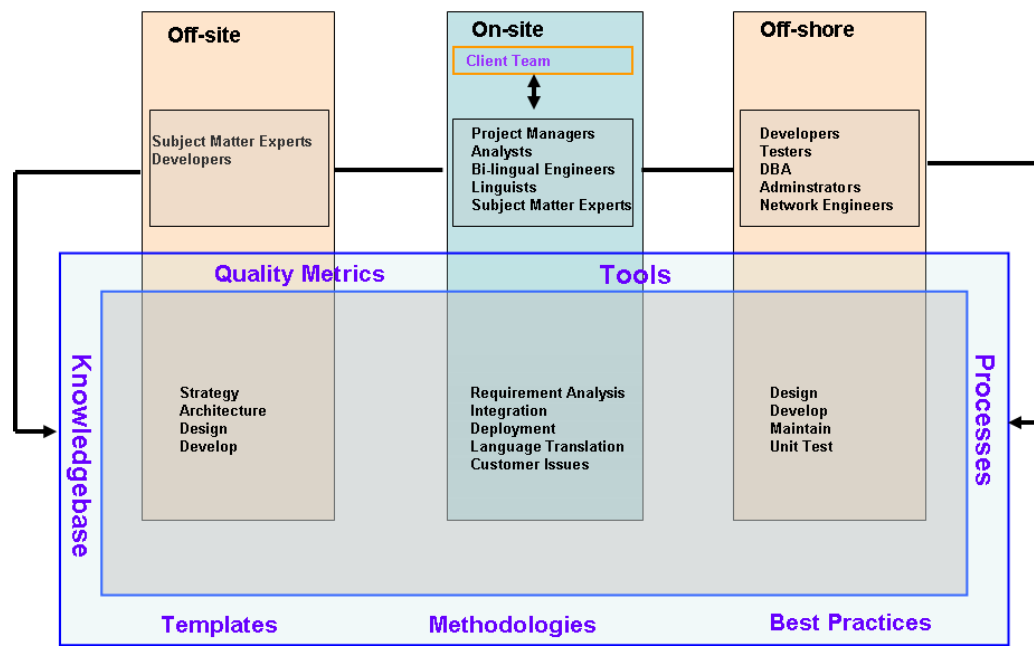 Off-site
On-site
Off-shore
Client Team
Subject Matter Experts
Developers
Project Managers
Analysts
Bi-lingual Engineers
Linguists
Subject Matter Experts
Developers
Testers
DBA
Adminstrators
Network Engineers
Quality Metrics
Tools
Knowledgebase
Strategy
Architecture
Design
Develop
Requirement Analysis
Integration
Deployment
Language Translation
Customer Issues
Design
Develop
Maintain
Unit Test
Processes
Templates
Methodologies
Best Practices